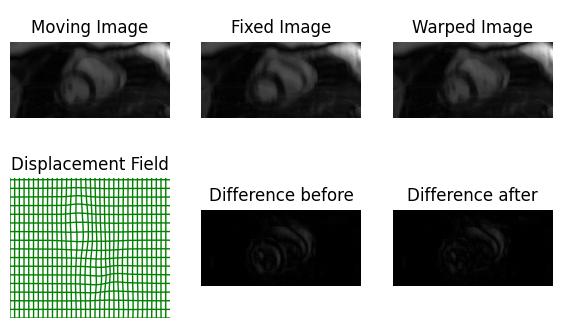 Moving Image
Fixed Image
Warped Image
Displacement Field
Difference before
Difference after